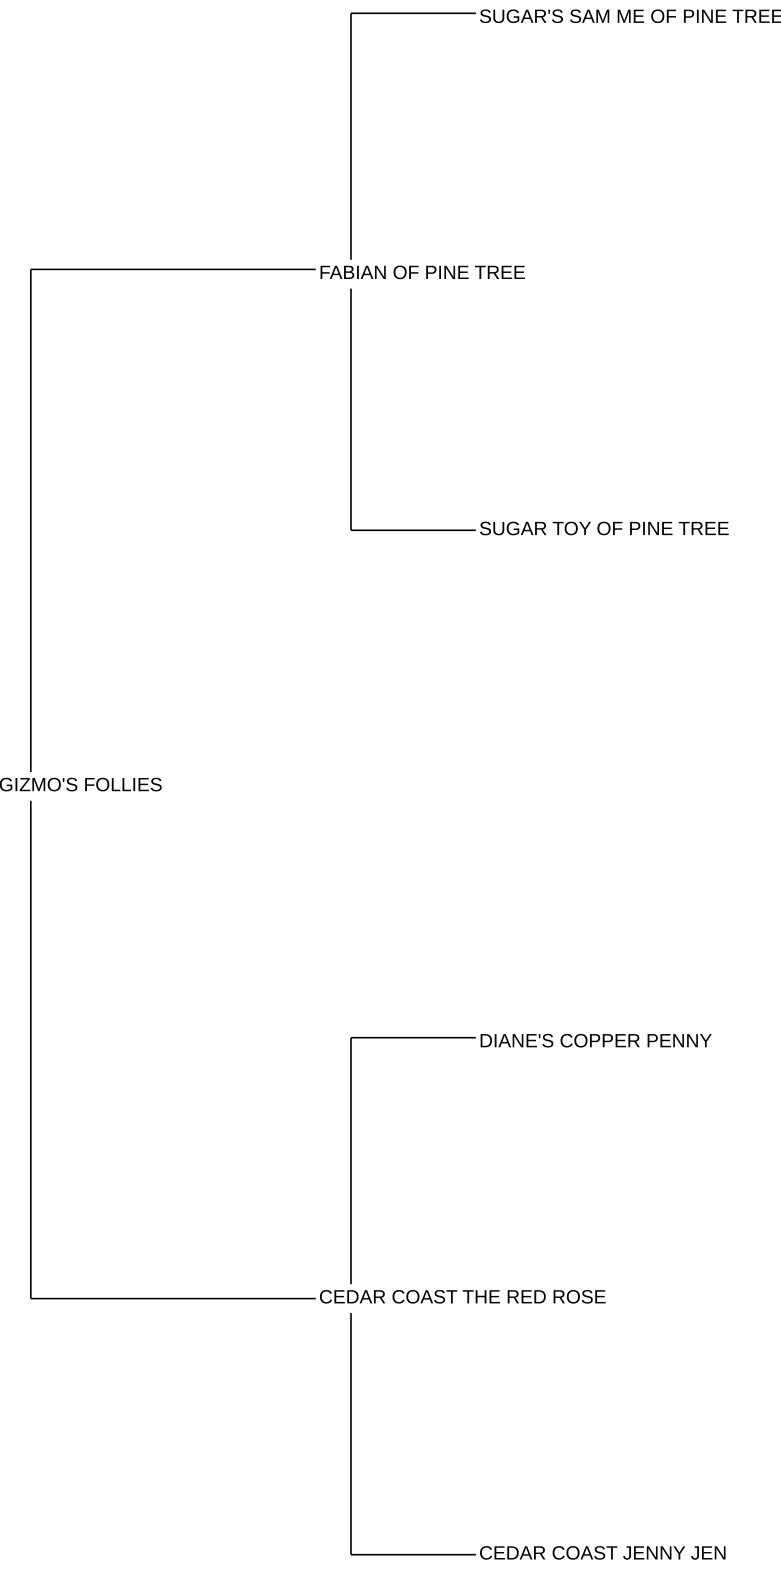 SUGAR'S SAM ME OF PINE TREE
FABIAN OF PINE TREE
SUGAR TOY OF PINE TREE
GIZMO'S FOLLIES
DIANE'S COPPER PENNY
CEDAR COAST THE RED ROSE
CEDAR COAST JENNY JEN